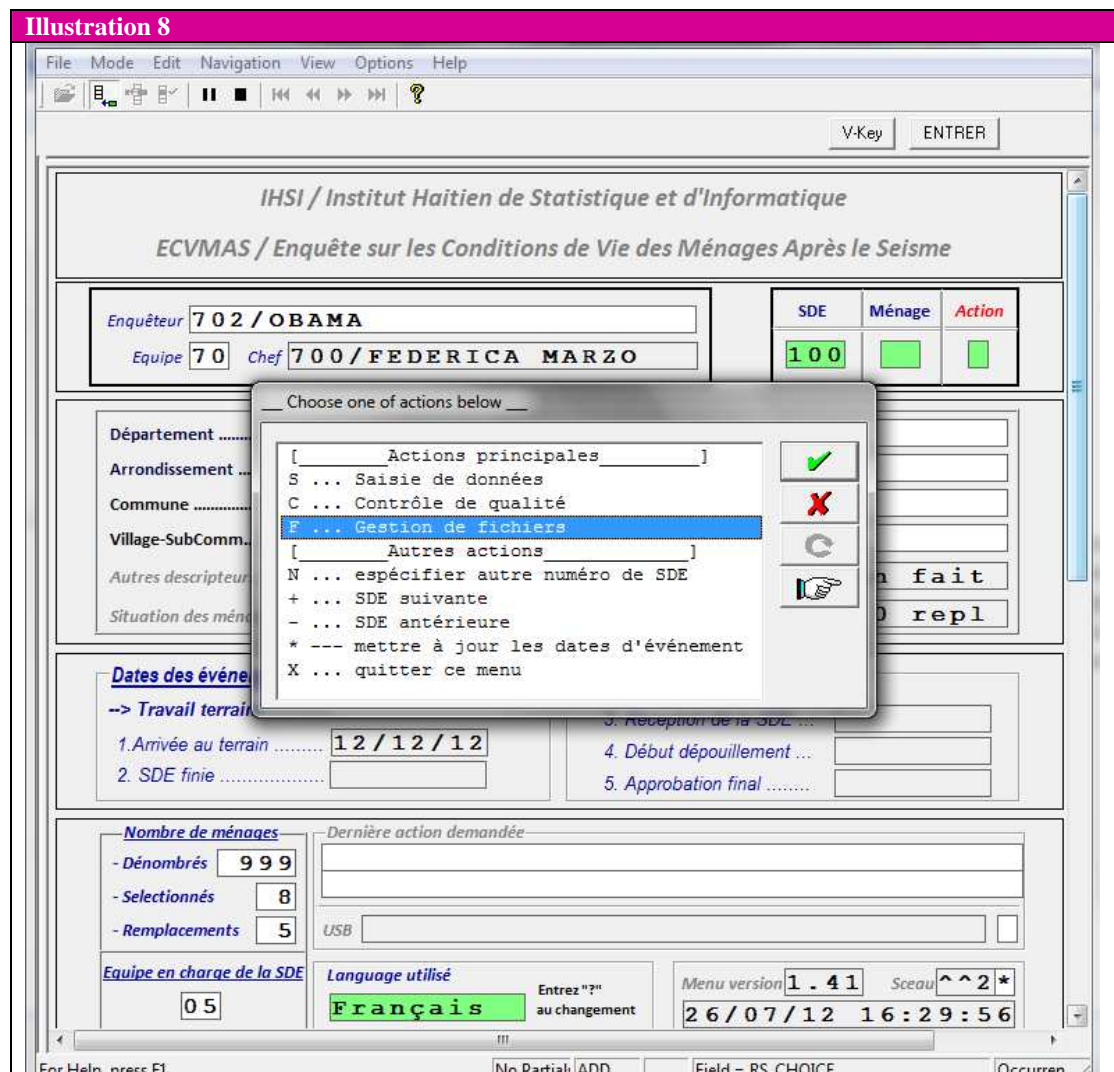 Illustration 8
File Mode Edit Navigation View Options Help
V-Key ENTRER
IHSI / Institut Haitien de Statistique et d'Informatique
ECVMAS / Enquête sur les Conditions de Vie des Ménages Après le Seisme
Enquêteur 702/OBAMA
Equipe 70 Chef 700/FEDERICA MARZO
SDE Ménage Action
100
__ Choose one of actions below __
[________Actions principales_________]
S ... Saisie de données
C ... Contrôle de qualité
F ... Gestion de fichiers
[________Autres actions____________]
N ... espécifier autre numéro de SDE
+ ... SDE suivante
- ... SDE antérieure
* --- mettre à jour les dates d'événement
X ... quitter ce menu
Département ........
Arrondissement ...
Commune ..............
Village-SubComm..
Autres descripteur
fait
Situation des mén
repl
Dates des événe
--> Travail terrain
1.Arrivée au terrain ......... 12/12/12
2. SDE finie ...................
3. Réception de la SDE ...
4. Début dépouillement ...
5. Approbation final ........
Nombre de ménages
- Dénombrés 999
- Selectionnés 8
- Remplacements 5
Dernière action demandée
USB
Equipe en charge de la SDE
05
Language utilisé
Français
Entrez "?"
au changement
Menu version 1.41 Sceau ^^2 *
26/07/12 16:29:56
For Help, press F1 No Partial ADD Field = RS_CHOICE Occurren